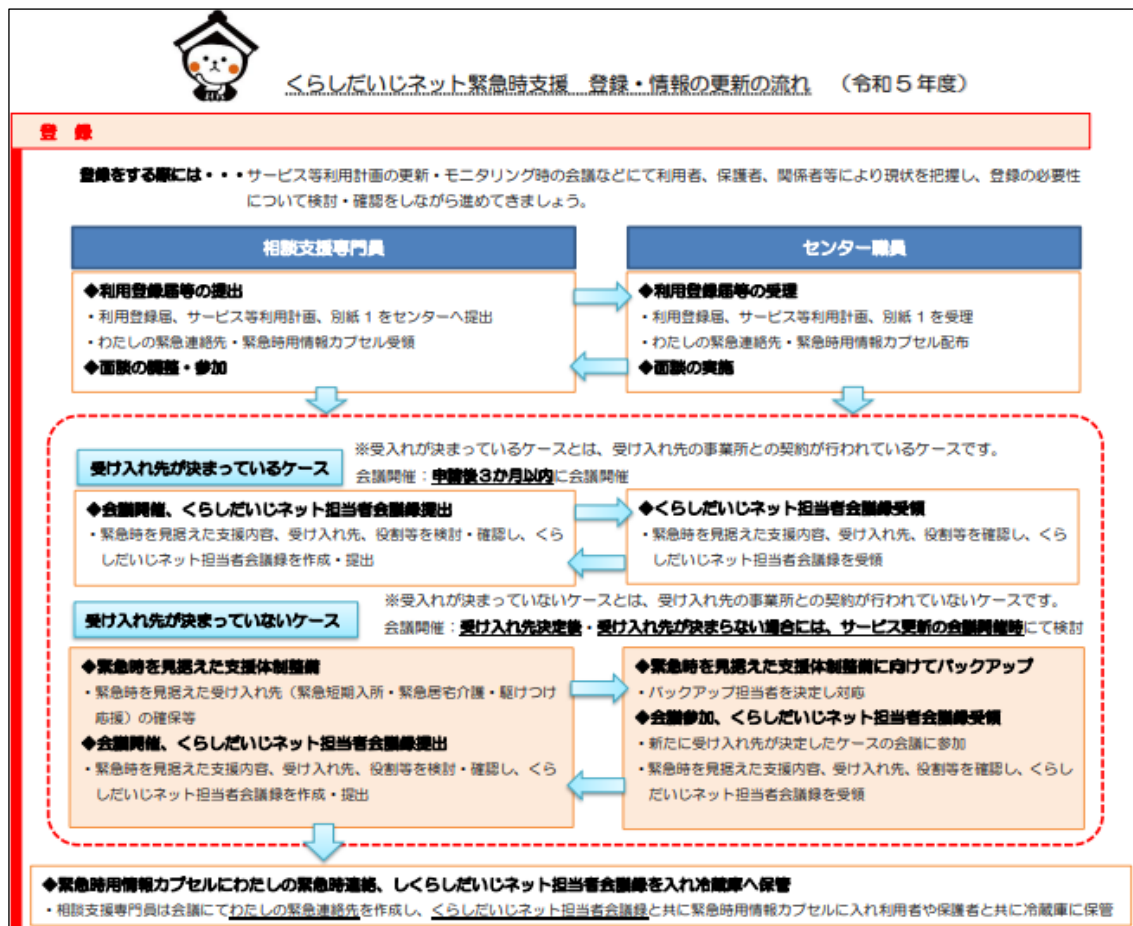 くらしだいじネット緊急時支援　登録・情報の更新の流れ　（令和５年度）
登　録
登録をする際には・・・サービス等利用計画の更新・モニタリング時の会議などにて利用者、保護者、関係者等により現状を把握し、登録の必要性
について検討・確認をしながら進めてきましょう。
相談支援専門員
◆利用登録届等の提出
・利用登録届、サービス等利用計画、別紙１をセンターへ提出
・わたしの緊急連絡先・緊急時用情報カプセル受領
◆面談の調整・参加
センター職員
◆利用登録届等の受理
・利用登録届、サービス等利用計画、別紙１を受理
・わたしの緊急連絡先・緊急時用情報カプセル配布
◆面談の実施
受け入れ先が決まっているケース
※受入れが決まっているケースとは、受け入れ先の事業所との契約が行われているケースです。
会議開催：申請後３か月以内に会議開催
◆会議開催、くらしだいじネット担当者会議録提出
・緊急時を見据えた支援内容、受け入れ先、役割等を検討・確認し、くら
しだいじネット担当者会議録を作成・提出
◆くらしだいじネット担当者会議録受領
・緊急時を見据えた支援内容、受け入れ先、役割等を確認し、くらし
だいじネット担当者会議録を受領
受け入れ先が決まっていないケース
※受入れが決まっていないケースとは、受け入れ先の事業所との契約が行われていないケースです。
会議開催：受け入れ先決定後・受け入れ先が決まらない場合には、サービス更新の会議開催時にて検討
◆緊急時を見据えた支援体制整備
・緊急時を見据えた受け入れ先（緊急短期入所・緊急居宅介護・駆けつけ
応援）の確保等
◆会議開催、くらしだいじネット担当者会議録提出
・緊急時を見据えた支援内容、受け入れ先、役割等を検討・確認し、くら
しだいじネット担当者会議録を作成・提出
◆緊急時を見据えた支援体制整備に向けてバックアップ
・バックアップ担当者を決定し対応
◆会議参加、くらしだいじネット担当者会議録受領
・新たに受け入れ先が決定したケースの会議に参加
・緊急時を見据えた支援内容、受け入れ先、役割等を確認し、くらし
だいじネット担当者会議録を受領
◆緊急時用情報カプセルにわたしの緊急時連絡、しくらしだいじネット担当者会議録を入れ冷蔵庫へ保管
・相談支援専門員は会議にてわたしの緊急連絡先を作成し、くらしだいじネット担当者会議録と共に緊急時用情報カプセルに入れ利用者や保護者と共に冷蔵庫に保管